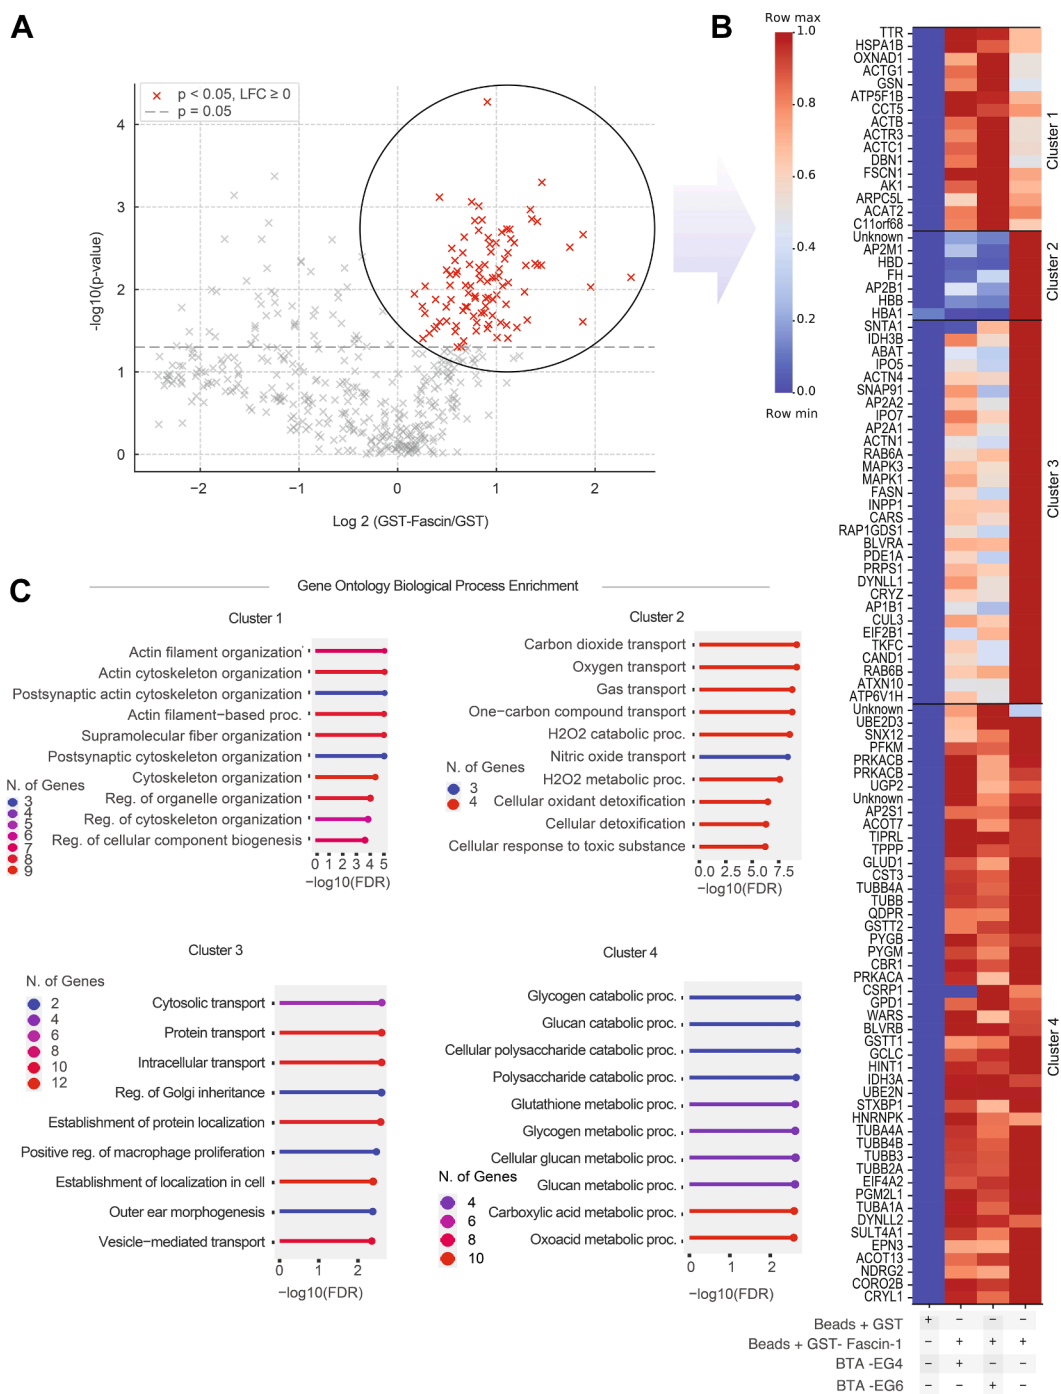 A
p < 0.05, LFC ≥ 0
p = 0.05
4
3
2
1
0
-log10(p-value)
−2
−1
0
1
2
Log 2 (GST-Fascin/GST)
B
Row max
1.0
0.8
0.6
0.4
0.2
0.0
Row min
TTR
HSPA1B
OXNAD1
ACTG1
GSN
ATP5F1B
CCT5
ACTB
ACTR3
ACTC1
DBN1
FSCN1
AK1
ARPC5L
ACAT2
C11orf68
Cluster 1
Unknown
AP2M1
HBD
FH
AP2B1
HBB
HBA1
Cluster 2
SNTA1
IDH3B
ABAT
IPO5
ACTN4
SNAP91
AP2A2
IPO7
AP2A1
ACTN1
RAB6A
MAPK3
MAPK1
FASN
INPP1
CARS
RAP1GDS1
BLVRA
PDE1A
PRPS1
DYNLL1
CRYZ
AP1B1
CUL3
EIF2B1
TKFC
CAND1
RAB6B
ATXN10
ATP6V1H
Cluster 3
Unknown
UBE2D3
SNX12
PFKM
PRKACB
PRKACB
UGP2
Unknown
AP2S1
ACOT7
TIPRL
TPPP
GLUD1
CST3
TUBB4A
TUBB
QDPR
GSTT2
PYGB
PYGM
CBR1
PRKACA
CSRP1
GPD1
WARS
BLVRB
GSTT1
GCLC
HINT1
IDH3A
UBE2N
STXBP1
HNRNPK
TUBA4A
TUBB4B
TUBB3
TUBB2A
EIF4A2
PGM2L1
TUBA1A
DYNLL2
SULT4A1
EPN3
ACOT13
NDRG2
CORO2B
CRYL1
Cluster 4
Beads + GST + − − −
Beads + GST- Fascin-1 − + + +
BTA -EG4 − + − −
BTA -EG6 − − + −
C
Gene Ontology Biological Process Enrichment
Cluster 1
Actin filament organization
Actin cytoskeleton organization
Postsynaptic actin cytoskeleton organization
Actin filament−based proc.
Supramolecular fiber organization
Postsynaptic cytoskeleton organization
Cytoskeleton organization
Reg. of organelle organization
Reg. of cytoskeleton organization
Reg. of cellular component biogenesis
N. of Genes
3
4
5
6
7
8
9
0 1 2 3 4 5
−log10(FDR)
Cluster 2
Carbon dioxide transport
Oxygen transport
Gas transport
One−carbon compound transport
H2O2 catabolic proc.
Nitric oxide transport
H2O2 metabolic proc.
Cellular oxidant detoxification
Cellular detoxification
Cellular response to toxic substance
N. of Genes
3
4
0.0 2.5 5.0 7.5
−log10(FDR)
Cluster 3
N. of Genes
2
4
6
8
10
12
Cytosolic transport
Protein transport
Intracellular transport
Reg. of Golgi inheritance
Establishment of protein localization
Positive reg. of macrophage proliferation
Establishment of localization in cell
Outer ear morphogenesis
Vesicle−mediated transport
0 1 2
−log10(FDR)
Cluster 4
Glycogen catabolic proc.
Glucan catabolic proc.
Cellular polysaccharide catabolic proc.
Polysaccharide catabolic proc.
Glutathione metabolic proc.
Glycogen metabolic proc.
Cellular glucan metabolic proc.
Glucan metabolic proc.
Carboxylic acid metabolic proc.
Oxoacid metabolic proc.
N. of Genes
4
6
8
10
0 1 2
−log10(FDR)